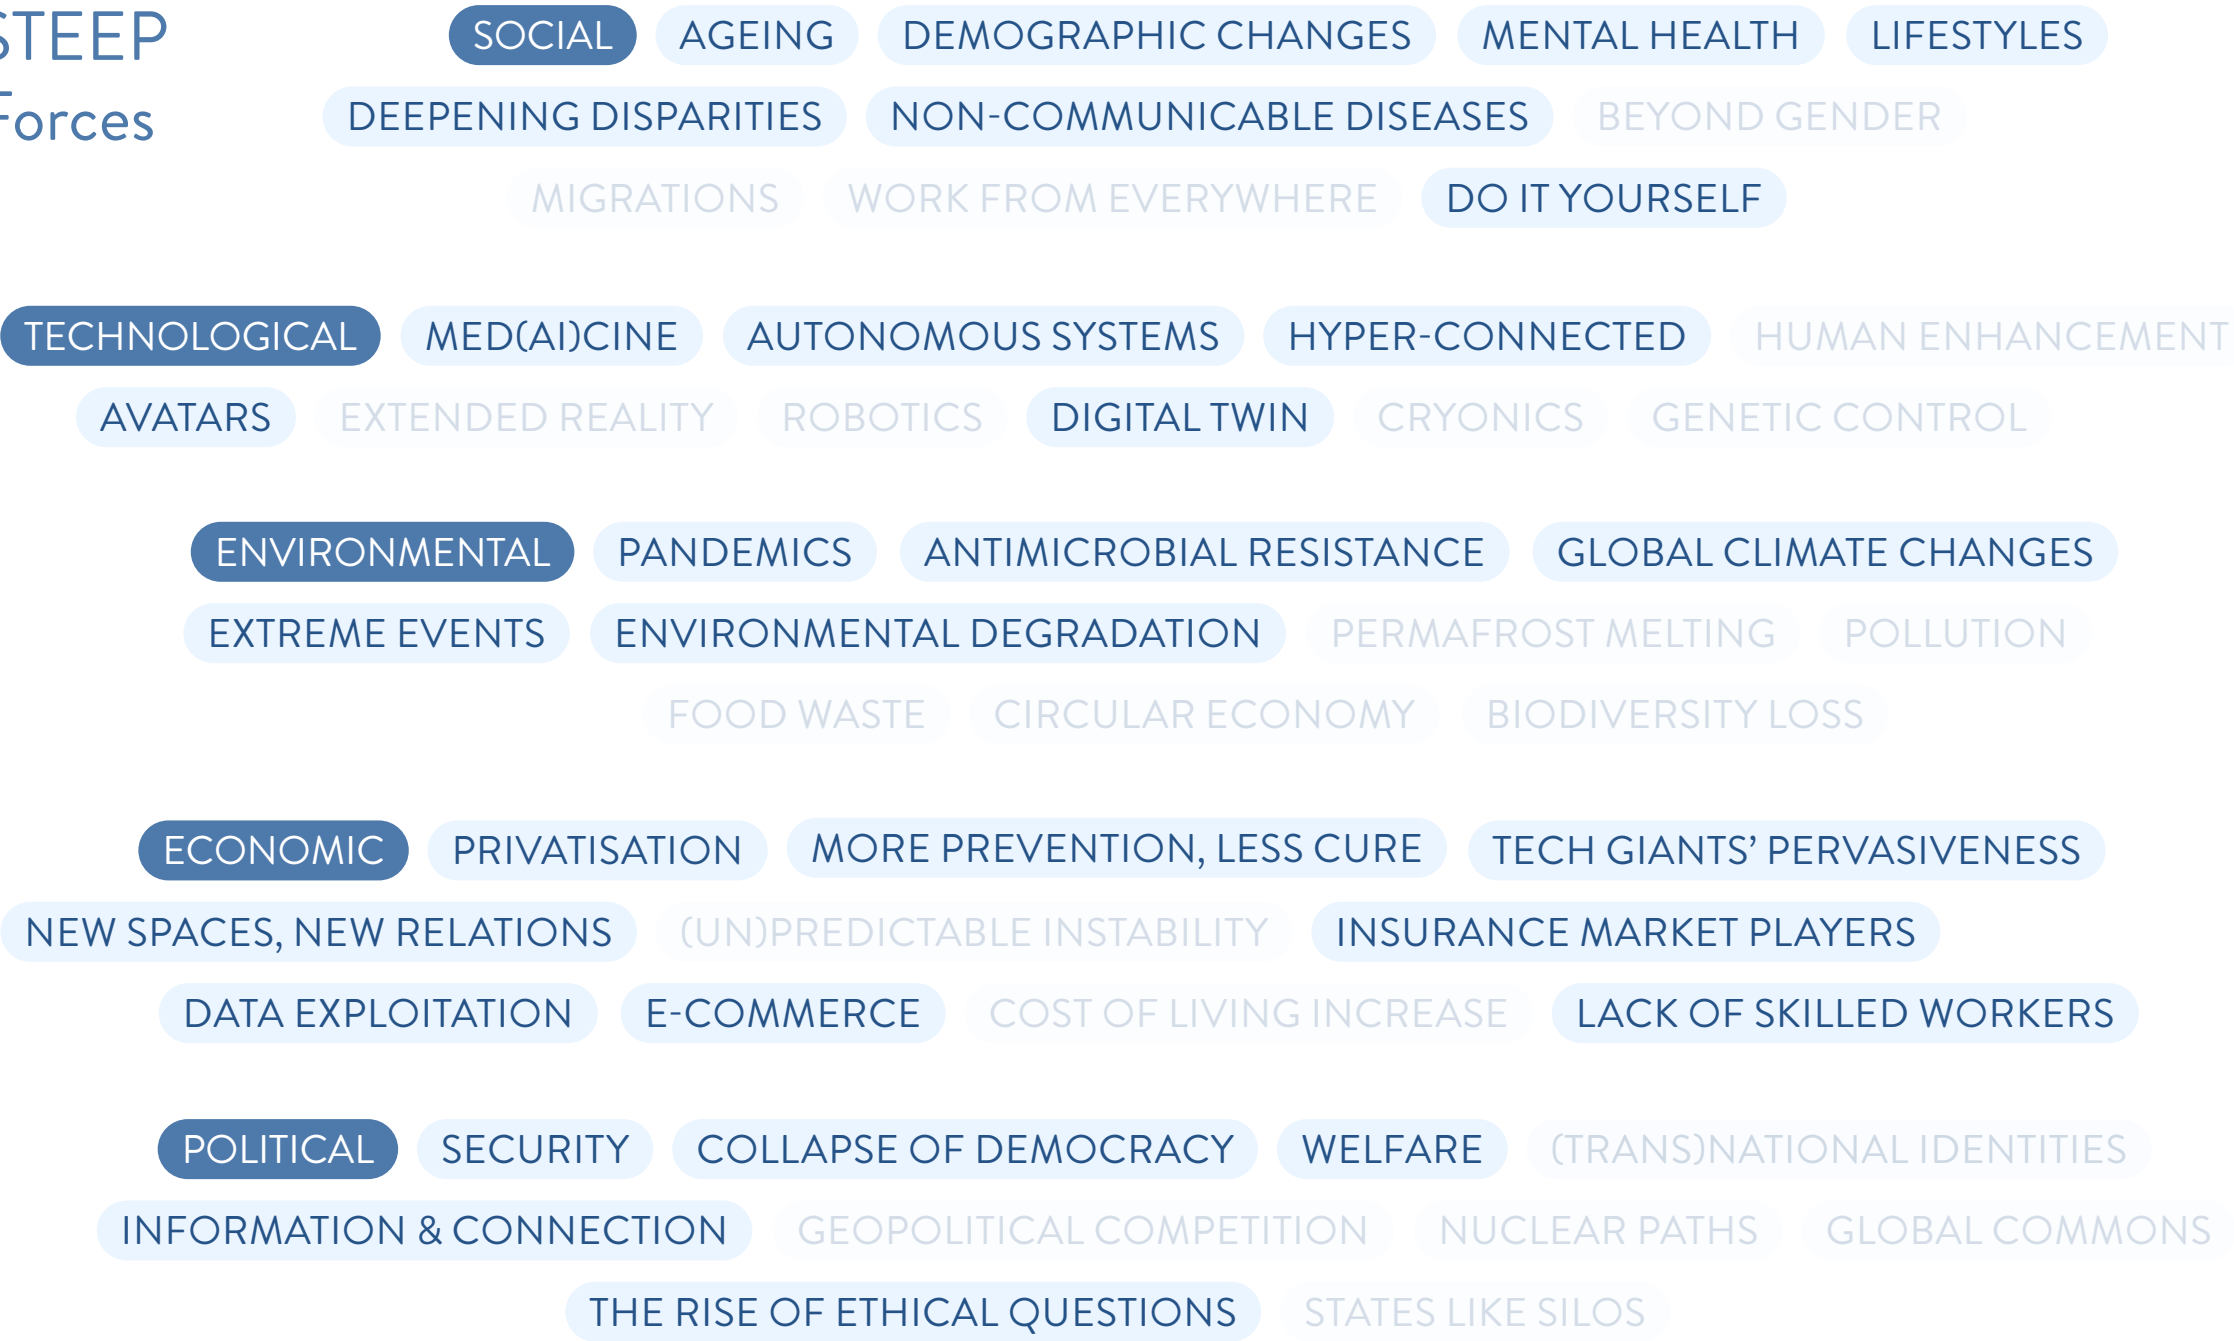 STEEP
Forces
SOCIAL AGEING DEMOGRAPHIC CHANGES MENTAL HEALTH LIFESTYLES
DEEPENING DISPARITIES NON-COMMUNICABLE DISEASES BEYOND GENDER
MIGRATIONS WORK FROM EVERYWHERE DO IT YOURSELF
TECHNOLOGICAL MED(AI)CINE AUTONOMOUS SYSTEMS HYPER-CONNECTED HUMAN ENHANCEMENT
AVATARS EXTENDED REALITY ROBOTICS DIGITAL TWIN CRYONICS GENETIC CONTROL
ENVIRONMENTAL PANDEMICS ANTIMICROBIAL RESISTANCE GLOBAL CLIMATE CHANGES
EXTREME EVENTS ENVIRONMENTAL DEGRADATION PERMAFROST MELTING POLLUTION
FOOD WASTE CIRCULAR ECONOMY BIODIVERSITY LOSS
ECONOMIC PRIVATISATION MORE PREVENTION, LESS CURE TECH GIANTS’ PERVASIVENESS
NEW SPACES, NEW RELATIONS (UN)PREDICTABLE INSTABILITY INSURANCE MARKET PLAYERS
DATA EXPLOITATION E-COMMERCE COST OF LIVING INCREASE LACK OF SKILLED WORKERS
POLITICAL SECURITY COLLAPSE OF DEMOCRACY WELFARE (TRANS)NATIONAL IDENTITIES
INFORMATION & CONNECTION GEOPOLITICAL COMPETITION NUCLEAR PATHS GLOBAL COMMONS
THE RISE OF ETHICAL QUESTIONS STATES LIKE SILOS